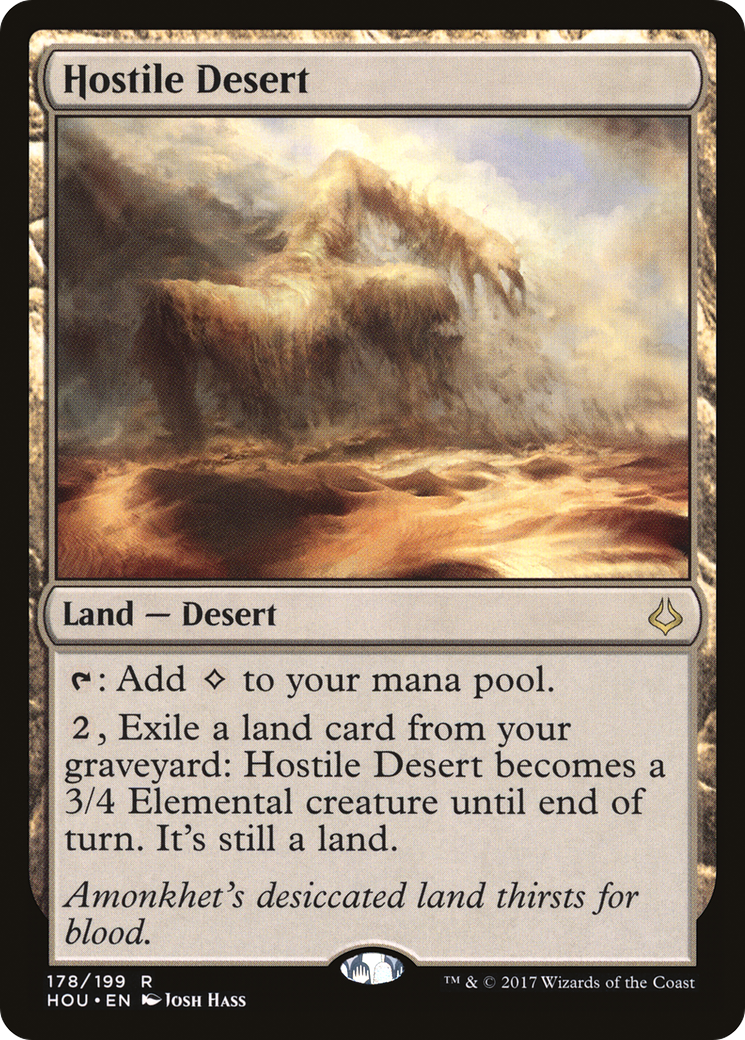 Hostile Desert
Land — Desert
: Add to your mana pool.
2, Exile a land card from your
graveyard: Hostile Desert becomes a
3/4 Elemental creature until end of
turn. It's still a land.
Amonkhet's desiccated land thirsts for
blood.
178/199 R
HOU • EN Josh Hass
™ & © 2017 Wizards of the Coast